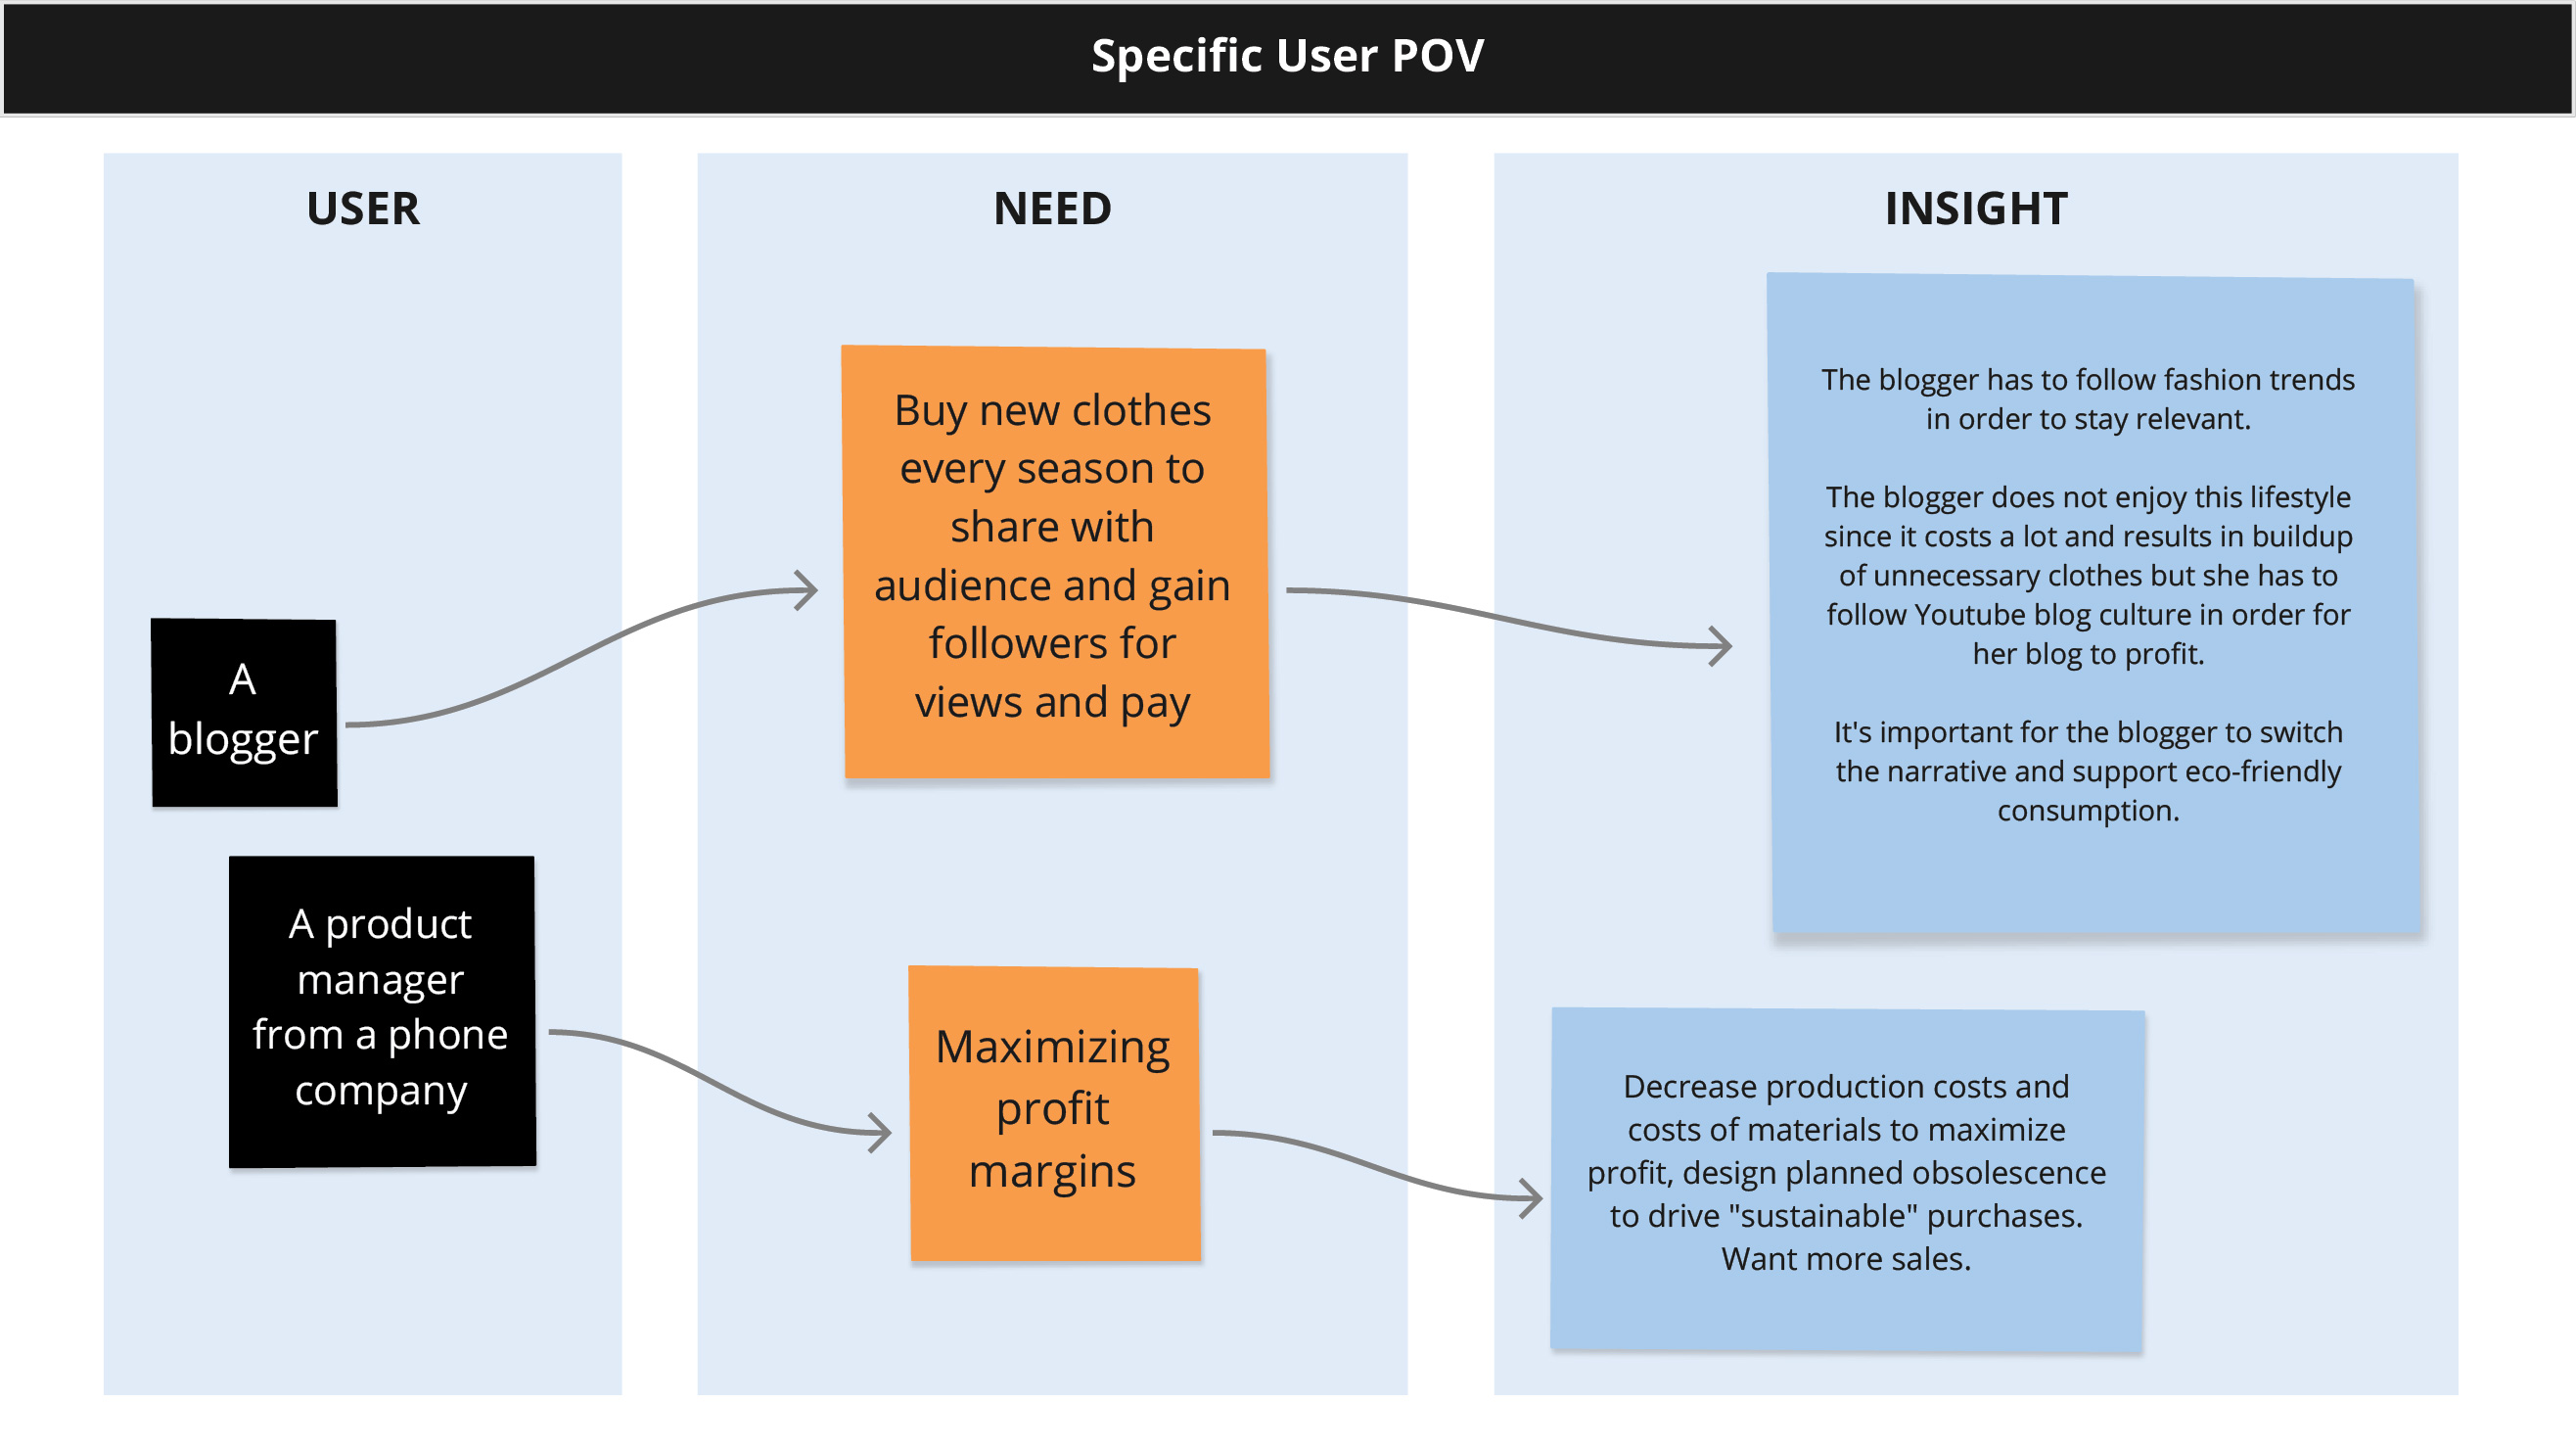 Specific User POV
USER
NEED
INSIGHT
A
blogger
Buy new clothes
every season to
share with
audience and gain
followers for
views and pay
The blogger has to follow fashion trends
in order to stay relevant.
The blogger does not enjoy this lifestyle
since it costs a lot and results in buildup
of unnecessary clothes but she has to
follow Youtube blog culture in order for
her blog to profit.
It's important for the blogger to switch
the narrative and support eco-friendly
consumption.
A product
manager
from a phone
company
Maximizing
profit
margins
Decrease production costs and
costs of materials to maximize
profit, design planned obsolescence
to drive "sustainable" purchases.
Want more sales.